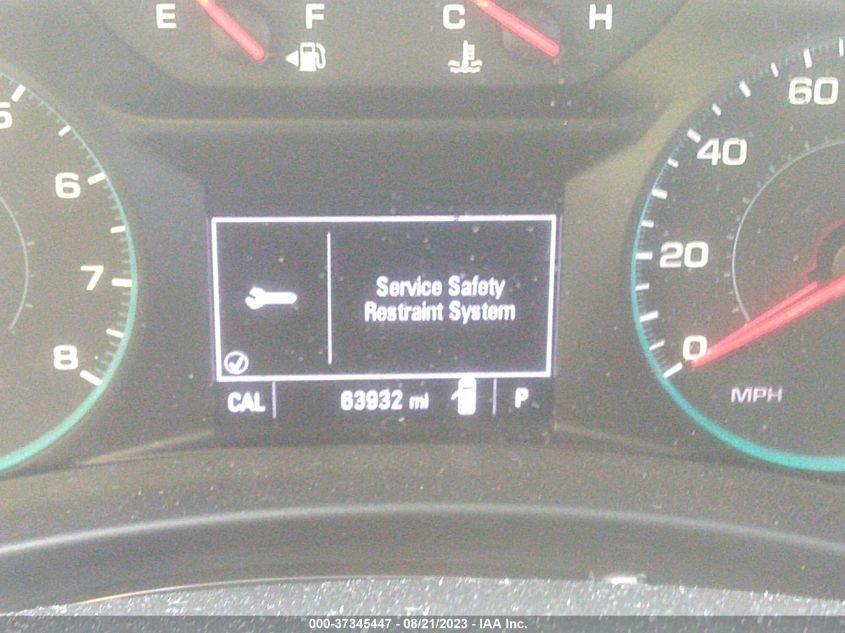 E F C H
5
6
7
8
60
40
20
0
MPH
Service Safety
Restraint System
CAL 63932 mi P
000-37345447 - 08/21/2023 - IAA Inc.